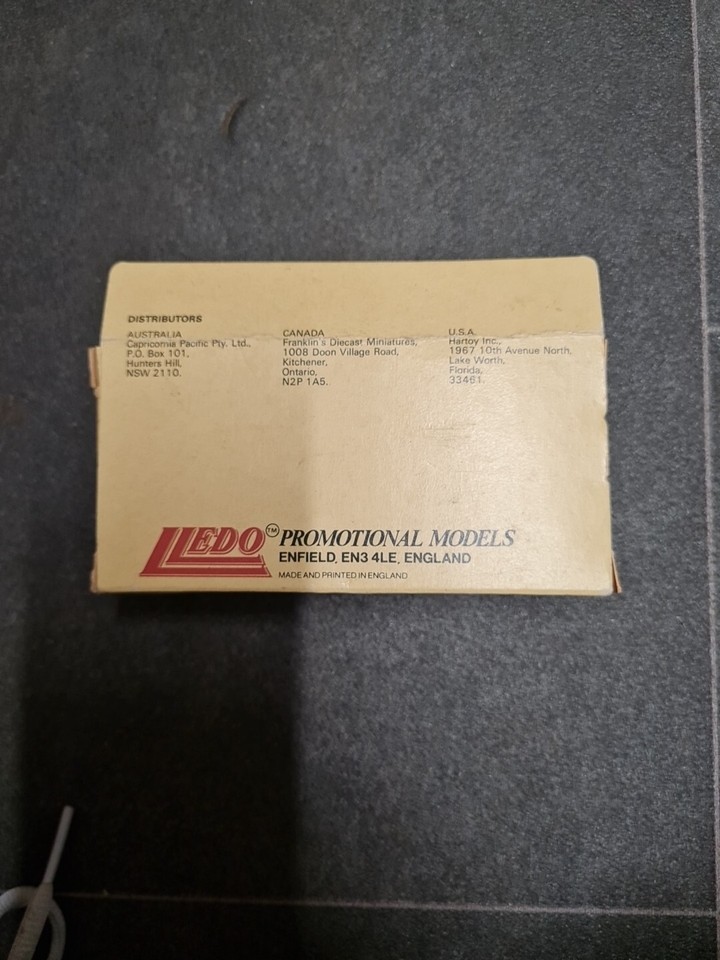 DISTRIBUTORS
AUSTRALIA
Capricornia Pacific Pty. Ltd.,
P.O. Box 101,
Hunters Hill,
NSW 2110.
CANADA
Franklin's Diecast Miniatures,
1008 Doon Village Road,
Kitchener,
Ontario,
N2P 1A5.
U.S.A.
Hartoy Inc.,
1967 10th Avenue North,
Lake Worth,
Florida,
33461.
LLEDO™ PROMOTIONAL MODELS
ENFIELD, EN3 4LE, ENGLAND
MADE AND PRINTED IN ENGLAND